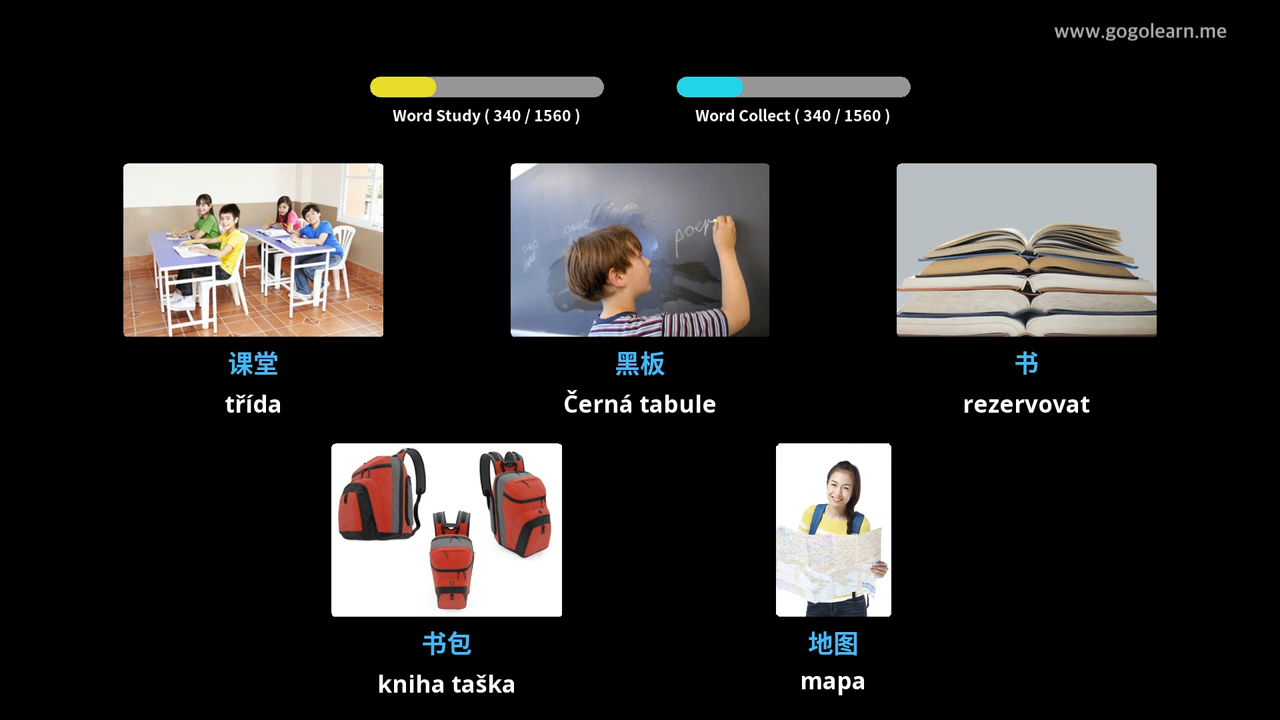 www.gogolearn.me
Word Study ( 340 / 1560 )
Word Collect ( 340 / 1560 )
poer
课堂
黑板
书
třída
Černá tabule
rezervovat
书包
地图
kniha taška
mapa